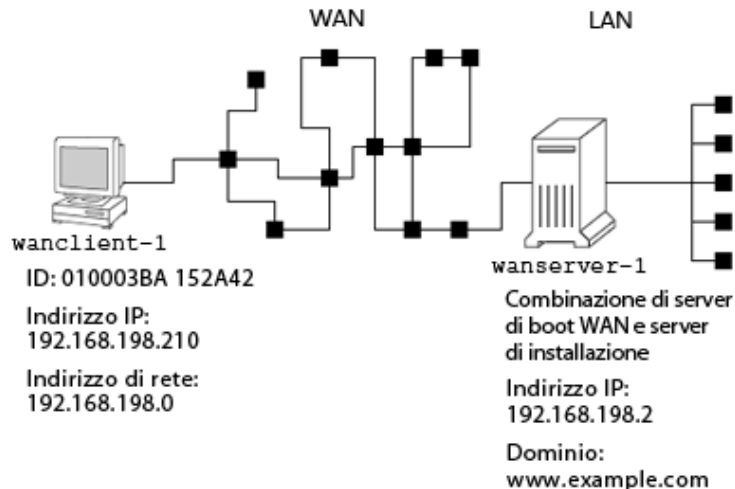 WAN
LAN
wanclient-1
ID: 010003BA 152A42
Indirizzo IP:
192.168.198.210
Indirizzo di rete:
192.168.198.0
wanserver-1
Combinazione di server
di boot WAN e server
di installazione
Indirizzo IP:
192.168.198.2
Dominio:
www.example.com